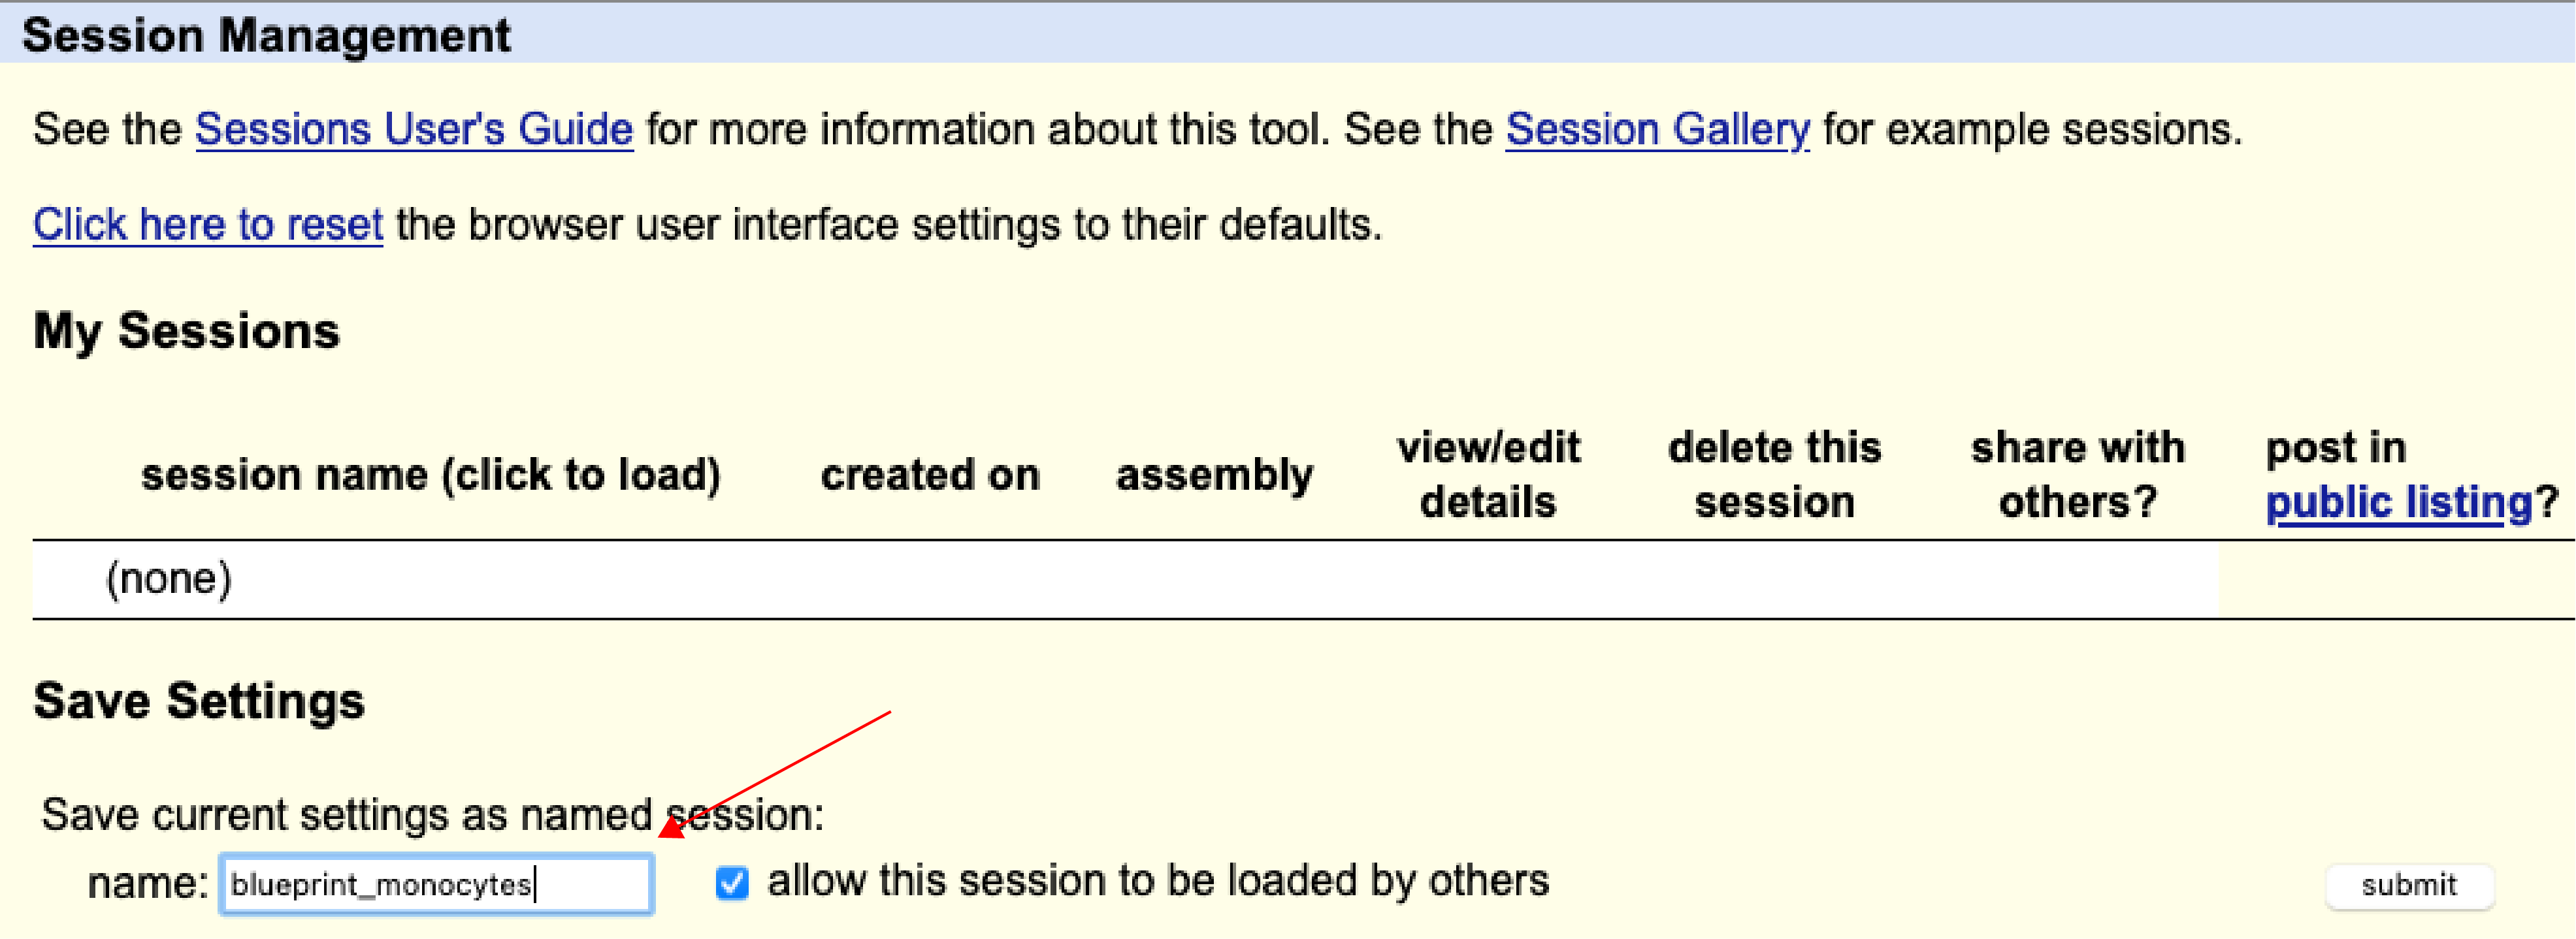 Session Management
See the Sessions User's Guide for more information about this tool. See the Session Gallery for example sessions.
Click here to reset the browser user interface settings to their defaults.
My Sessions
session name (click to load) created on assembly view/edit details delete this session share with others? post in public listing?
(none)
Save Settings
Save current settings as named session:
name: blueprint_monocytes allow this session to be loaded by others submit